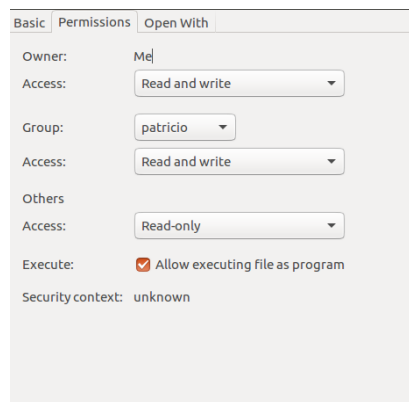 Basic Permissions Open With
Owner: Me
Access: Read and write
Group: patricio
Access: Read and write
Others
Access: Read-only
Execute: Allow executing file as program
Security context: unknown